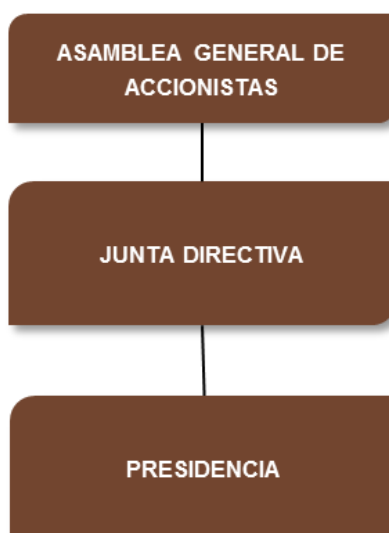 ASAMBLEA GENERAL DE
ACCIONISTAS
JUNTA DIRECTIVA
PRESIDENCIA